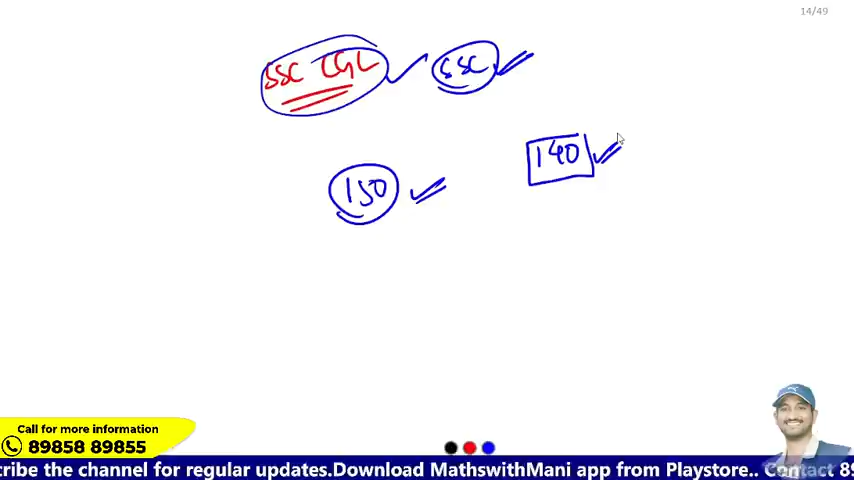 14/49
SSC CGL SSC
150 140
Call for more information
89858 89855
cribe the channel for regular updates.Download MathswithMani app from Playstore.. Contact 89